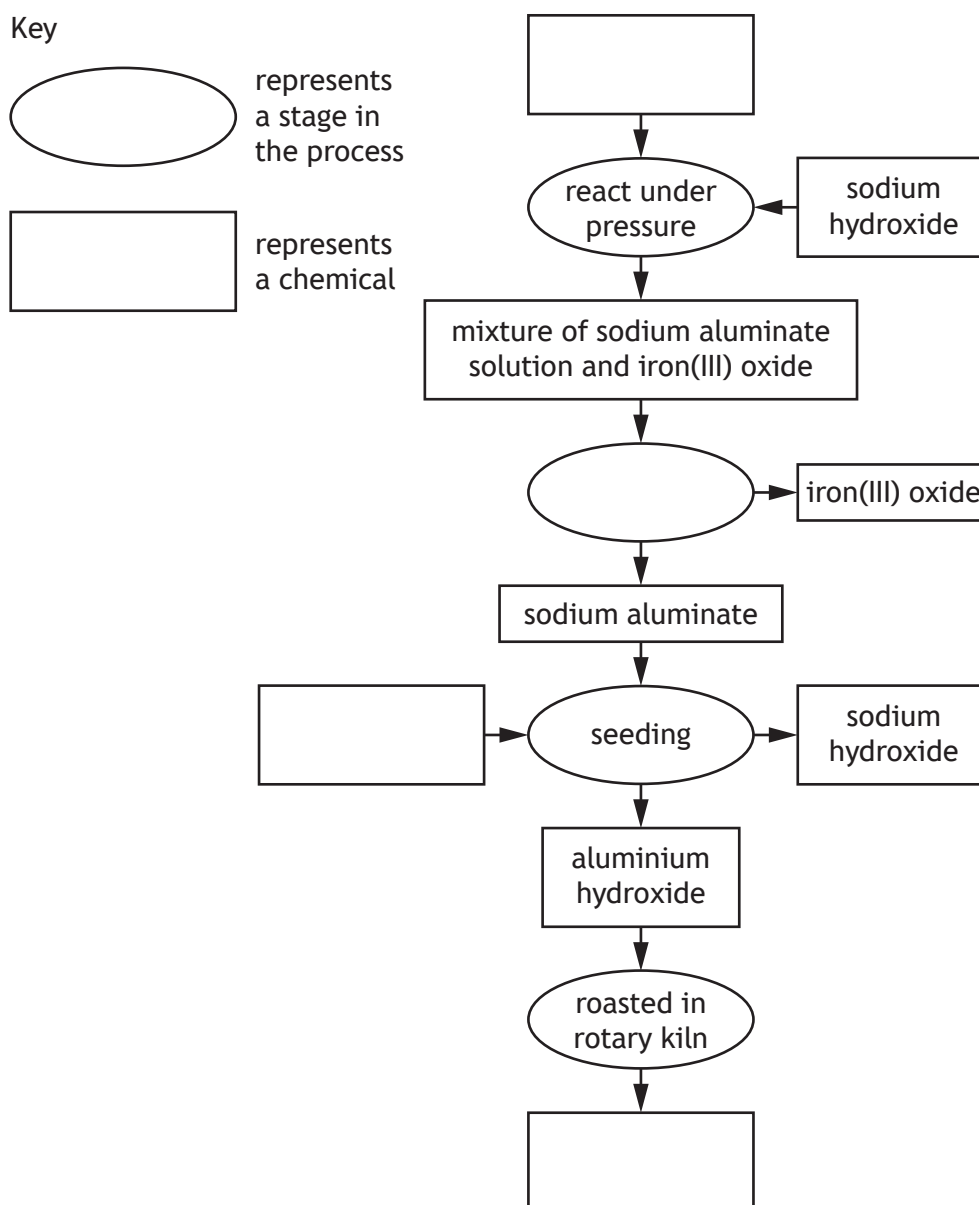 Key
represents
a stage in
the process
represents
a chemical
react under
pressure
sodium
hydroxide
mixture of sodium aluminate
solution and iron(III) oxide
iron(III) oxide
sodium aluminate
seeding
sodium
hydroxide
aluminium
hydroxide
roasted in
rotary kiln